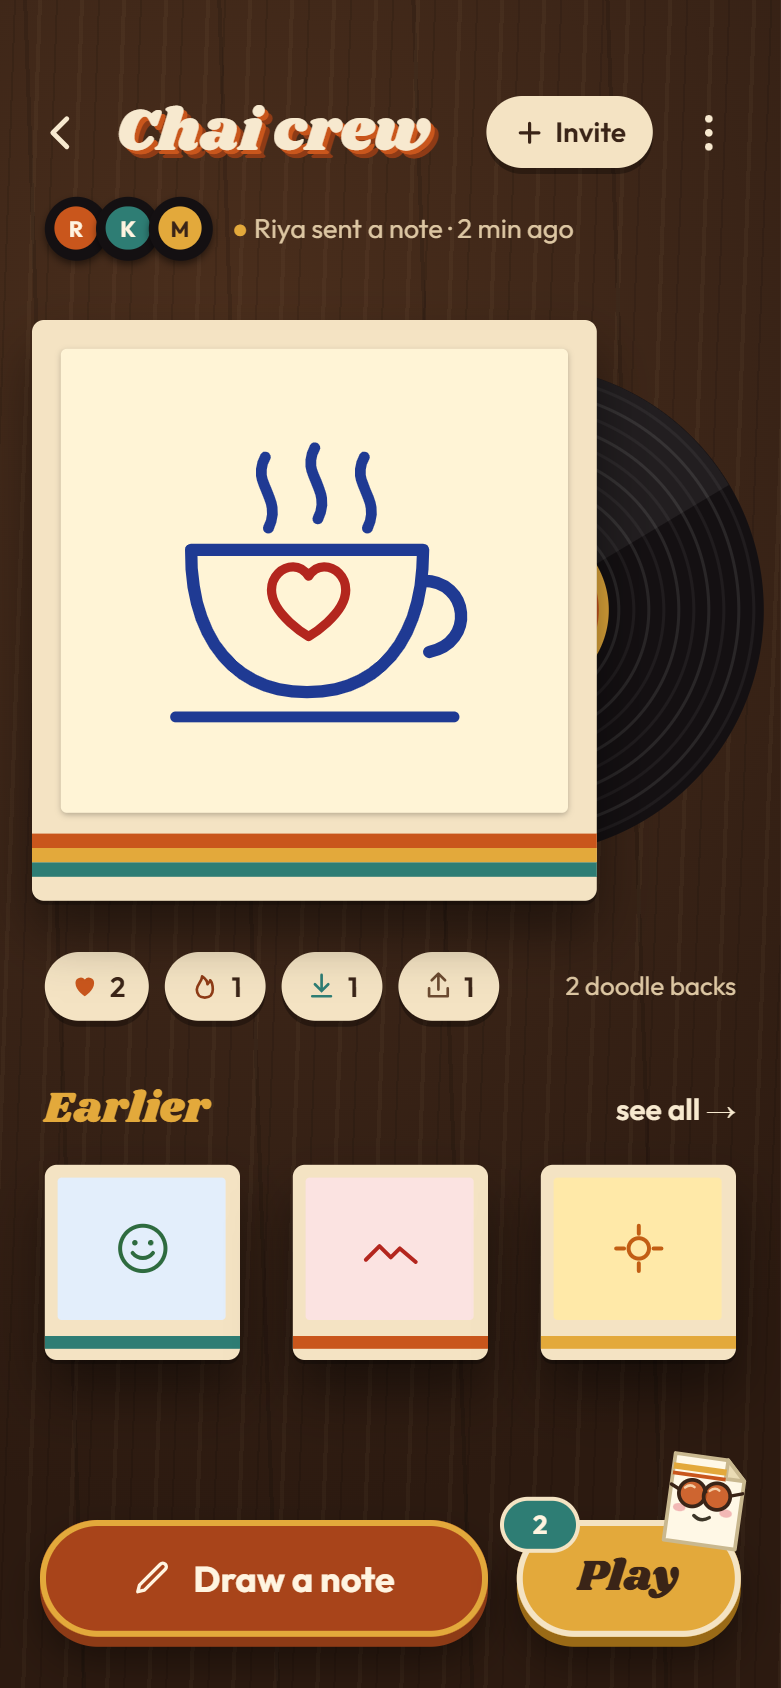 Chai crew
+ Invite
R K M
Riya sent a note · 2 min ago
2 1 1 1
2 doodle backs
Earlier
see all →
2
Draw a note
Play